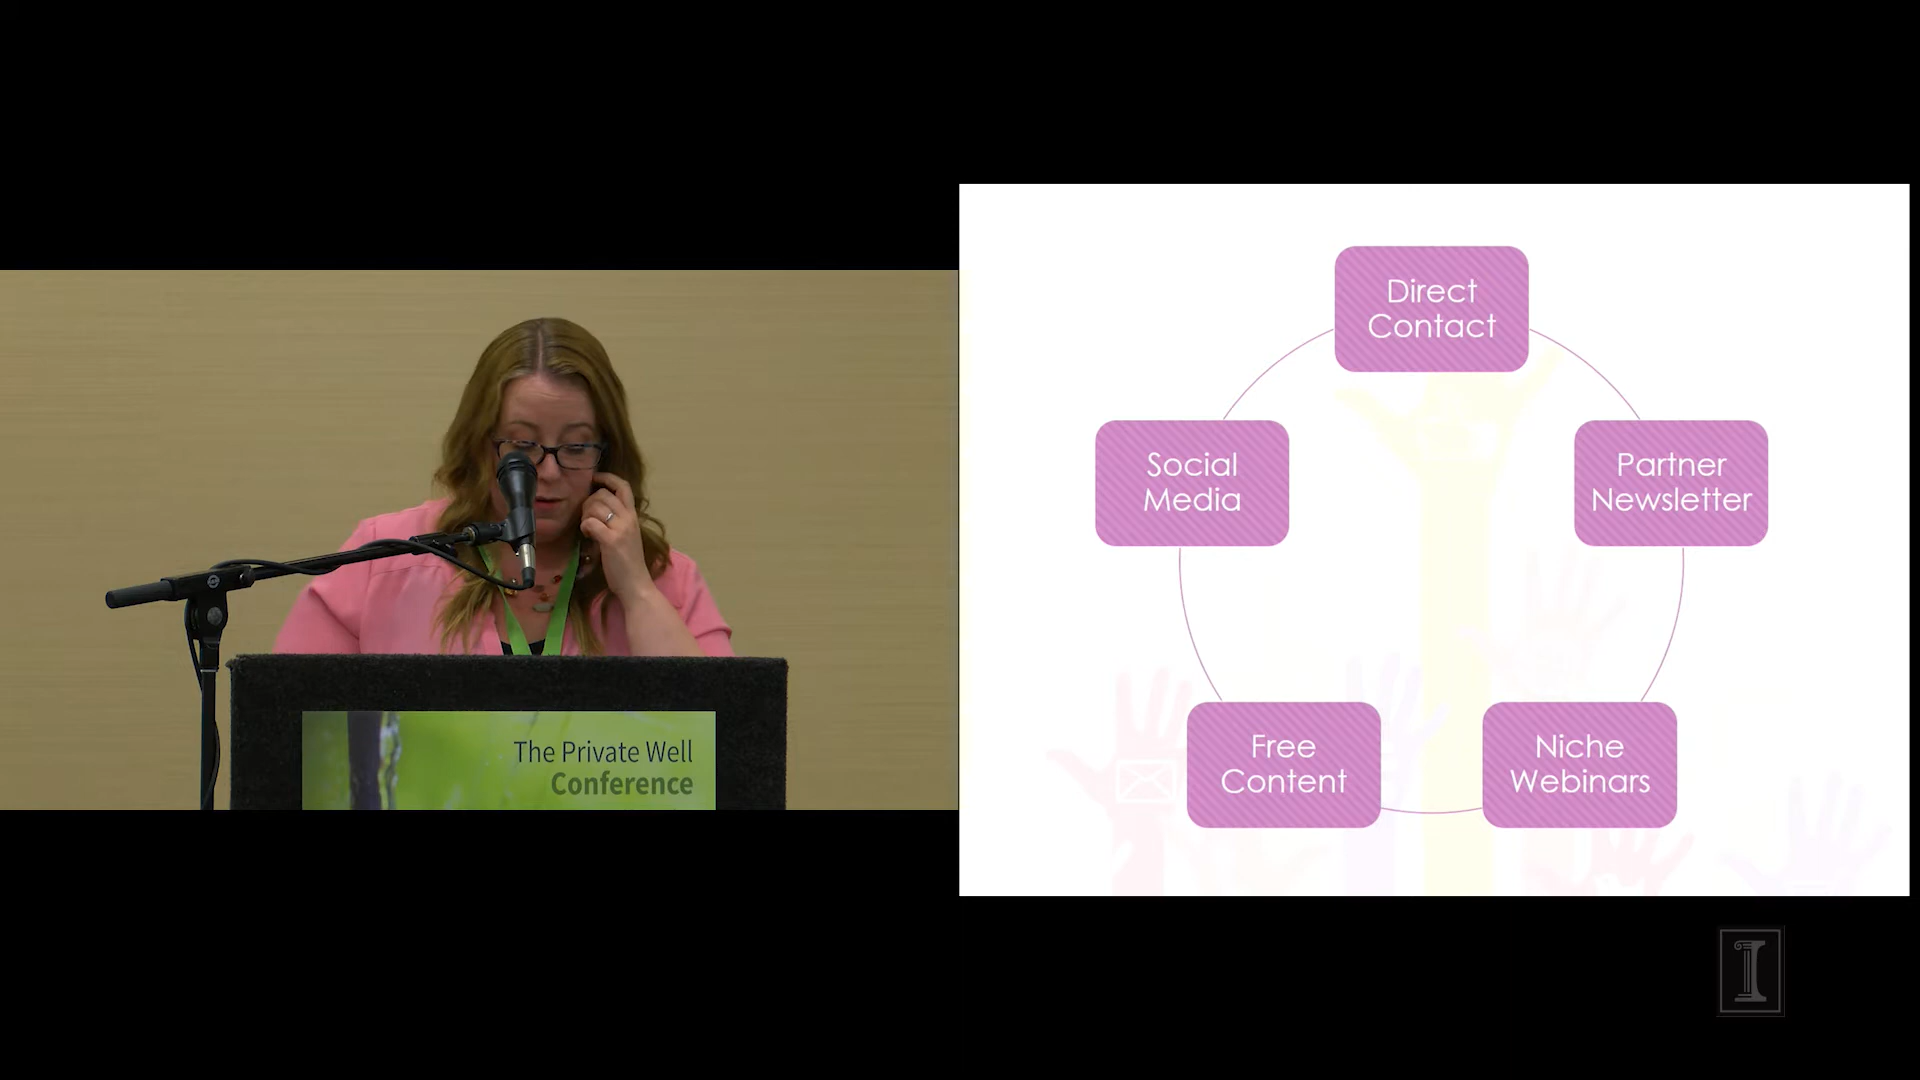 Direct
Contact
Social
Media
Partner
Newsletter
Free
Content
Niche
Webinars
The Private Well
Conference
I